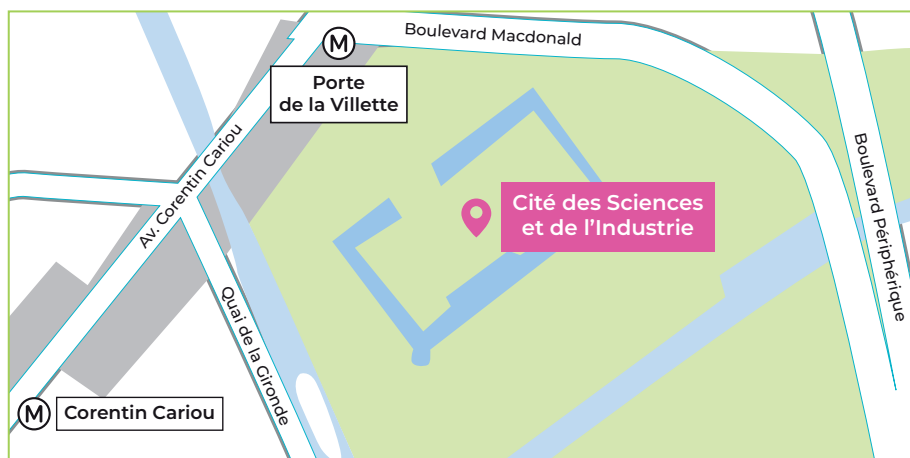 Boulevard Macdonald
M
Porte
de la Villette
Av. Corentin Cariou
Boulevard Périphérique
Cité des Sciences
et de l'Industrie
Quai de la Gironde
M
Corentin Cariou